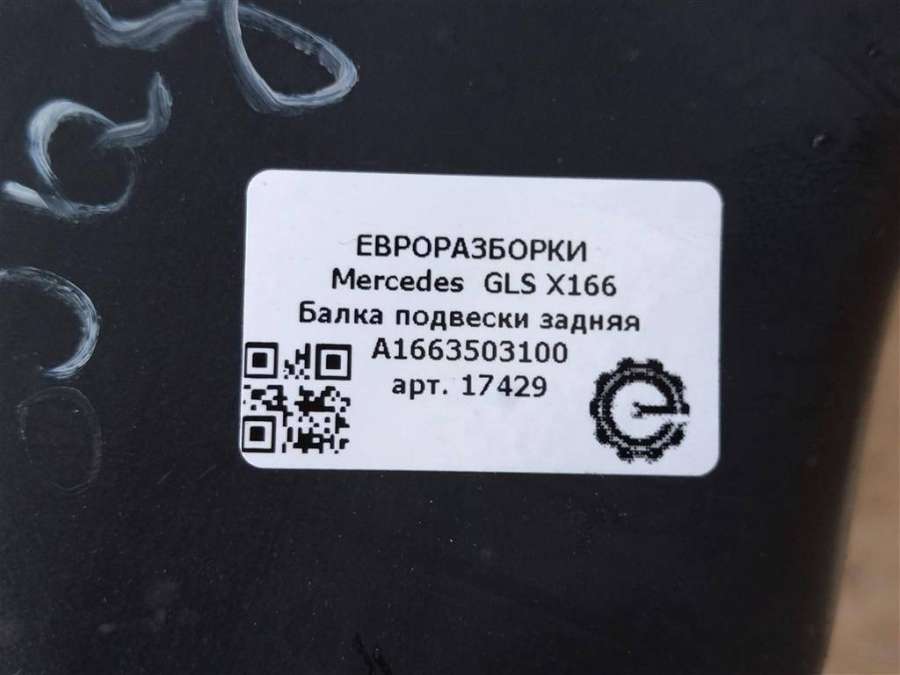 ЕВРОРАЗБОРКИ
Mercedes GLS X166
Балка подвески задняя
A1663503100
арт. 17429